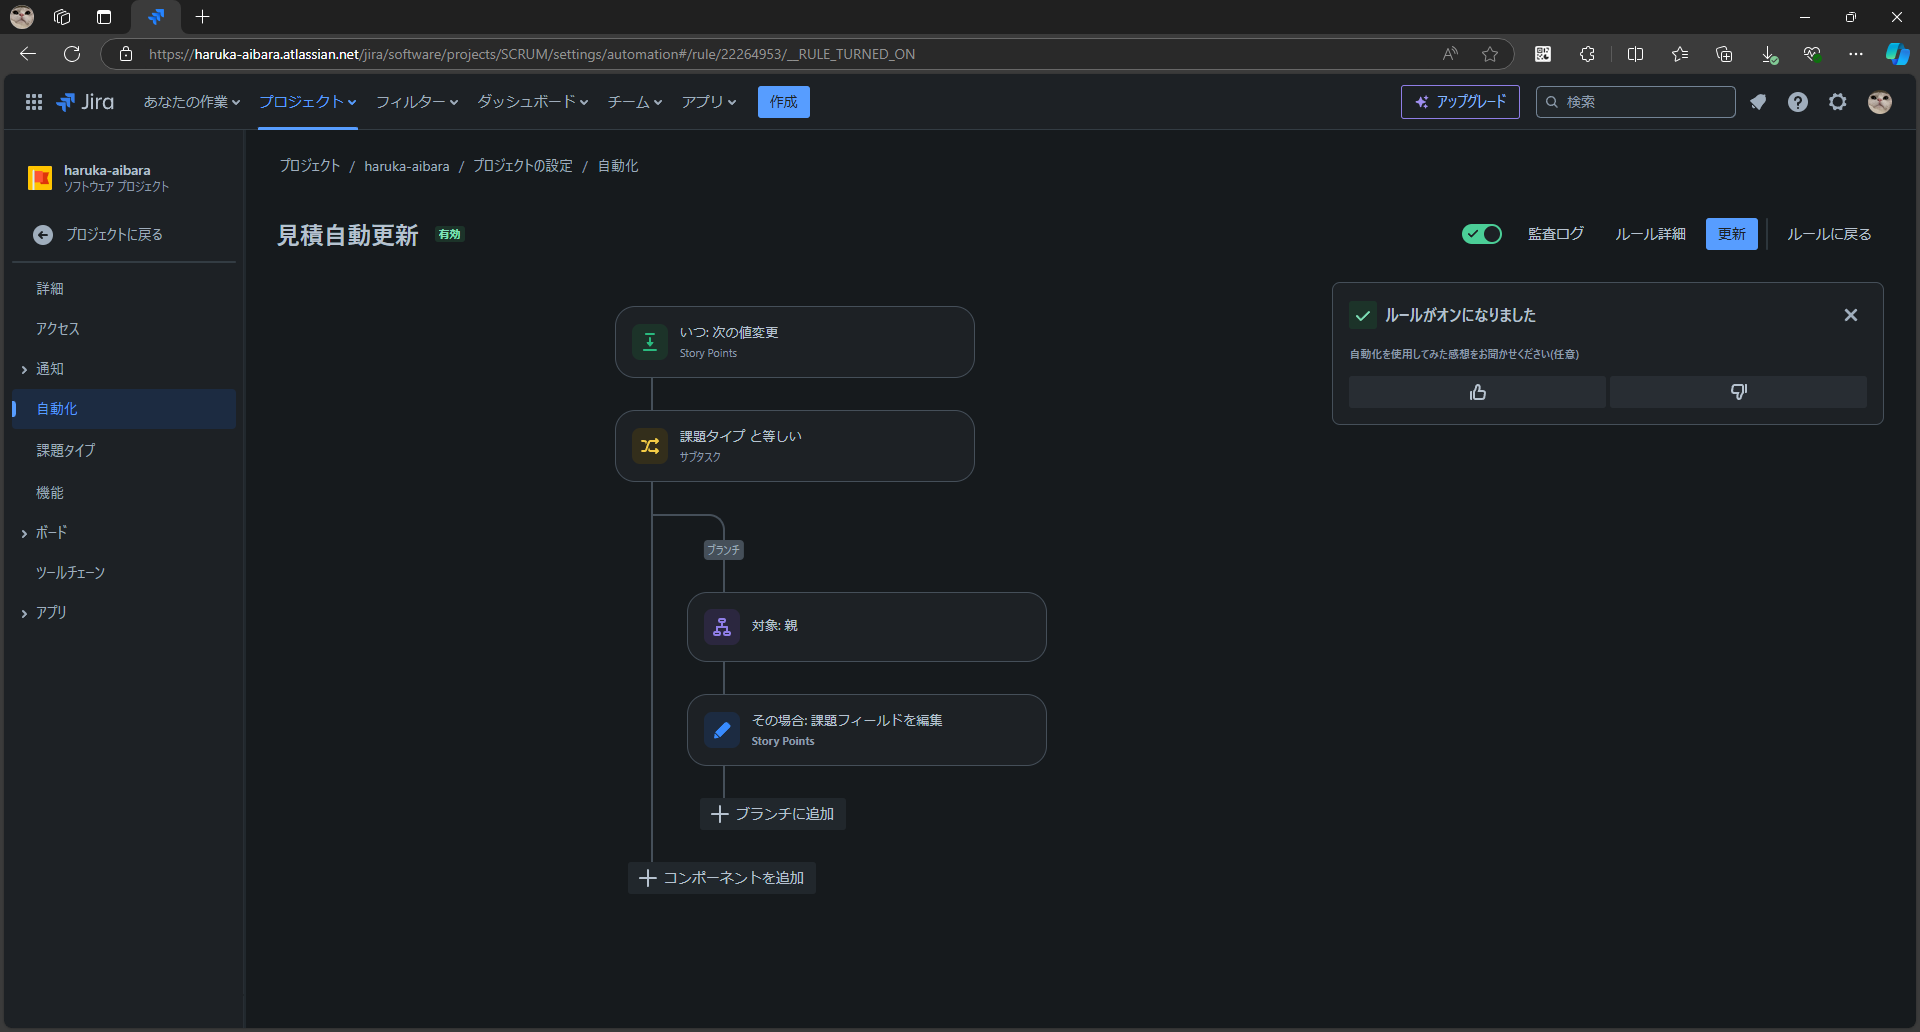 https://haruka-aibara.atlassian.net/jira/software/projects/SCRUM/settings/automation#/rule/22264953/__RULE_TURNED_ON
Jira
あなたの作業
プロジェクト
フィルター
ダッシュボード
チーム
アプリ
作成
アップグレード
検索
haruka-aibara
ソフトウェア プロジェクト
プロジェクトに戻る
詳細
アクセス
通知
自動化
課題タイプ
機能
ボード
ツールチェーン
アプリ
プロジェクト / haruka-aibara / プロジェクトの設定 / 自動化
見積自動更新 有効
監査ログ
ルール詳細
更新
ルールに戻る
いつ: 次の値変更
Story Points
課題タイプ と等しい
サブタスク
ブランチ
対象: 親
その場合: 課題フィールドを編集
Story Points
ブランチに追加
コンポーネントを追加
ルールがオンになりました
自動化を使用してみた感想をお聞かせください(任意)